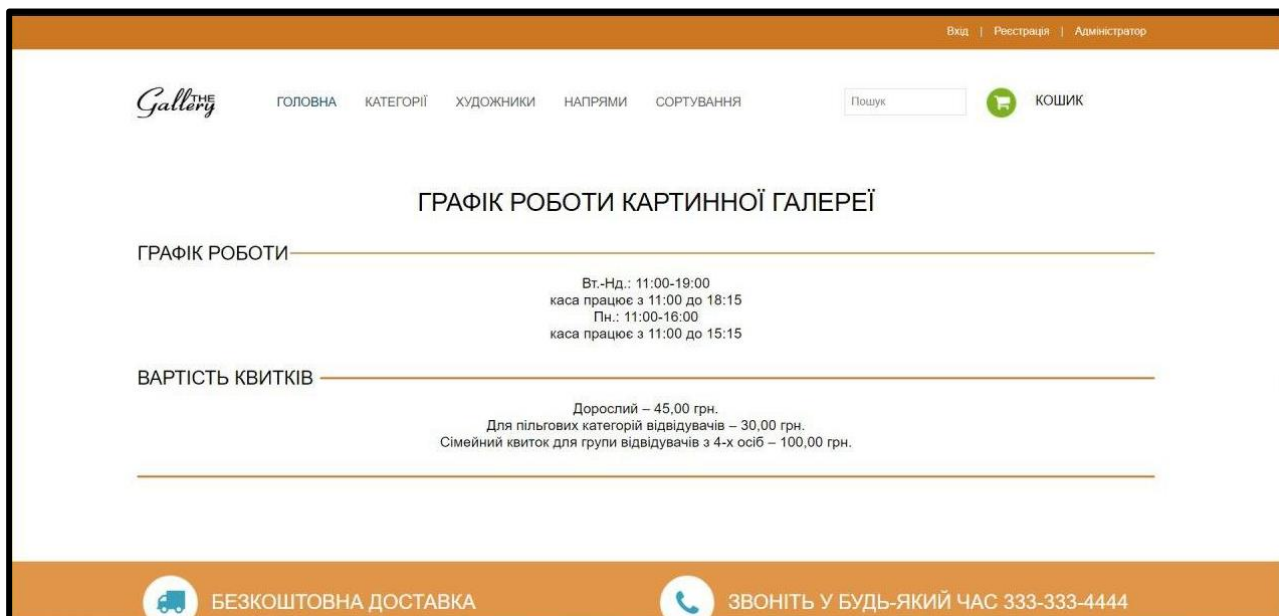 Вхід | Реєстрація | Адміністратор
THE Gallery ГОЛОВНА КАТЕГОРІЇ ХУДОЖНИКИ НАПРЯМИ СОРТУВАННЯ Пошук КОШИК
ГРАФІК РОБОТИ КАРТИННОЇ ГАЛЕРЕЇ
ГРАФІК РОБОТИ
Вт.-Нд.: 11:00-19:00
каса працює з 11:00 до 18:15
Пн.: 11:00-16:00
каса працює з 11:00 до 15:15
ВАРТІСТЬ КВИТКІВ
Дорослий – 45,00 грн.
Для пільгових категорій відвідувачів – 30,00 грн.
Сімейний квиток для групи відвідувачів з 4-х осіб – 100,00 грн.
БЕЗКОШТОВНА ДОСТАВКА ЗВОНІТЬ У БУДЬ-ЯКИЙ ЧАС 333-333-4444